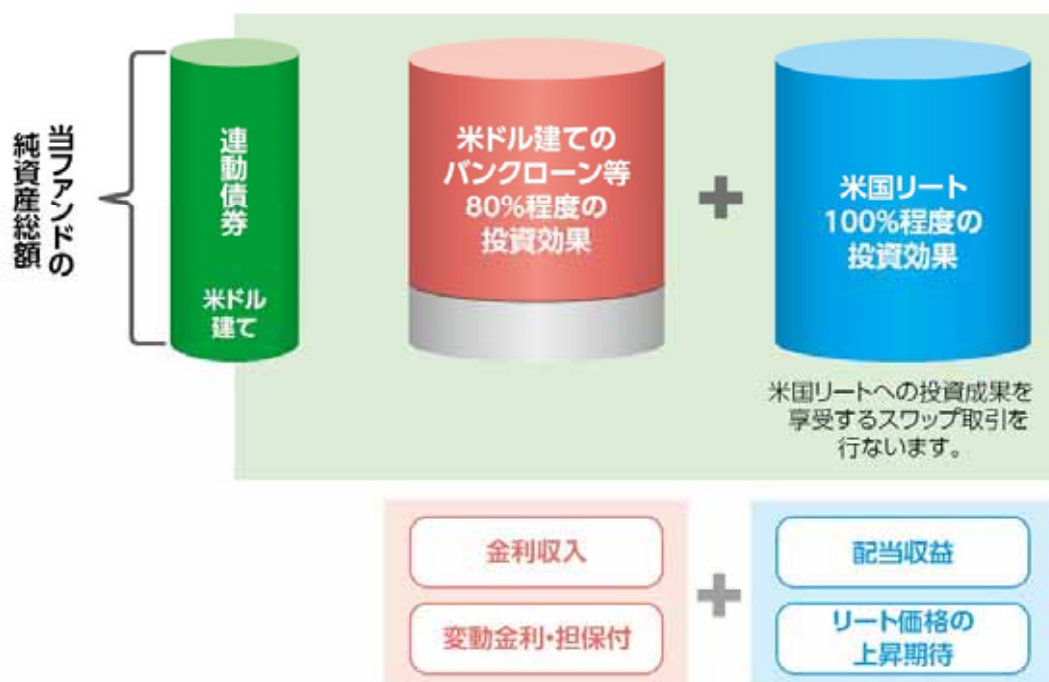 当ファンドの
純資産総額
連動債券
米ドル
建て
米ドル建ての
バンクローン等
80%程度の
投資効果
+
米国リート
100%程度の
投資効果
米国リートへの投資成果を
享受するスワップ取引を
行ないます。
金利収入
変動金利・担保付
+
配当収益
リート価格の
上昇期待